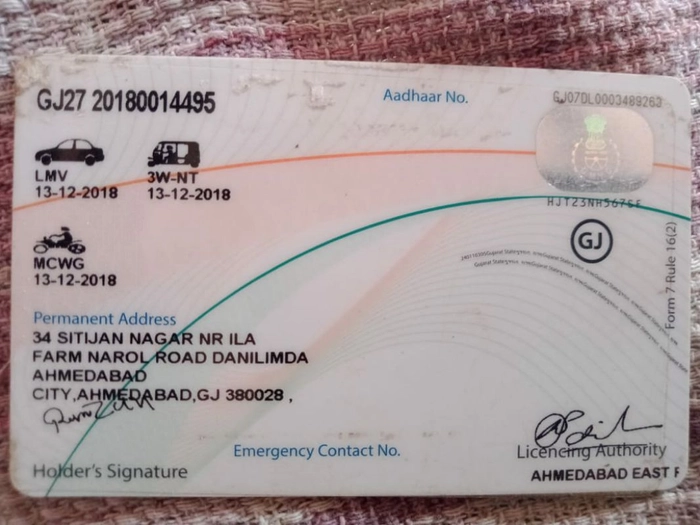 GJ27 20180014495
Aadhaar No.
GJ07DL0003489263
LMV
13-12-2018
3W-NT
13-12-2018
HJT23NH567SF
GJ
MCWG
13-12-2018
Form 7 Rule 16(2)
Permanent Address
34 SITIJAN NAGAR NR ILA
FARM NAROL ROAD DANILIMDA
AHMEDABAD
CITY,AHMEDABAD,GJ 380028 ,
Emergency Contact No.
Holder's Signature
Licencing Authority
AHMEDABAD EAST